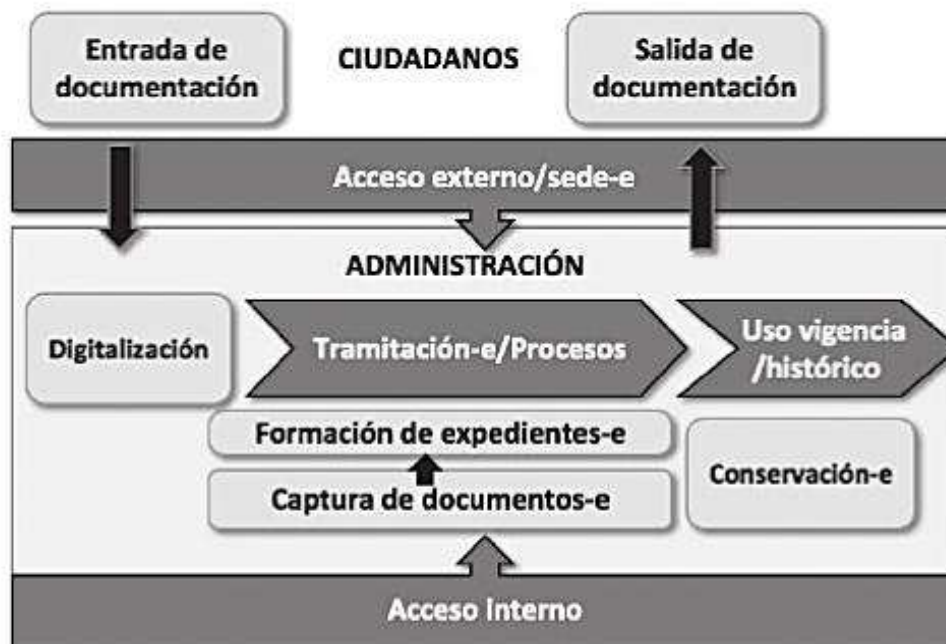 Entrada de
documentación
CIUDADANOS
Salida de
documentación
Acceso externo/sede-e
ADMINISTRACIÓN
Digitalización
Tramitación-e/Procesos
Uso vigencia
/histórico
Formación de expedientes-e
Captura de documentos-e
Conservación-e
Acceso interno